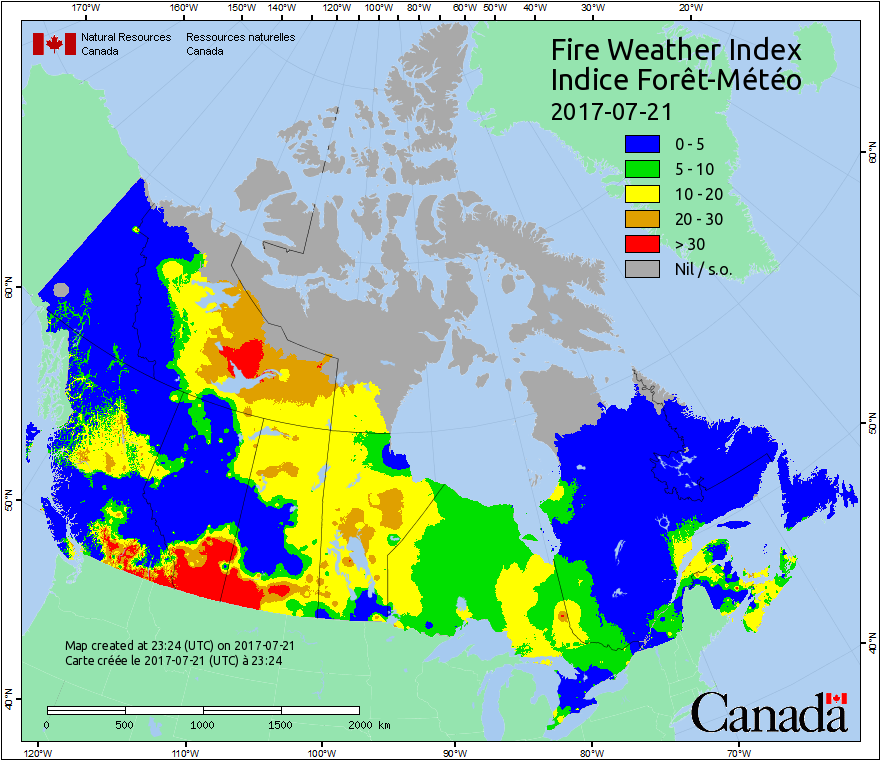 170°W 160°W 150°W 140°W 130°W 120°W 110°W 100°W 90°W 80°W 70°W 60°W 50°W 40°W 30°W 20°W
Natural Resources Ressources naturelles
Canada Canada
Fire Weather Index
Indice Forêt-Météo
2017-07-21
0 - 5
5 - 10
10 - 20
20 - 30
> 30
Nil / s.o.
60°N
60°N
50°N
50°N
40°N
40°N
Map created at 23:24 (UTC) on 2017-07-21
Carte créée le 2017-07-21 (UTC) à 23:24
0 500 1000 1500 2000 km
Canada
120°W 110°W 100°W 90°W 80°W 70°W